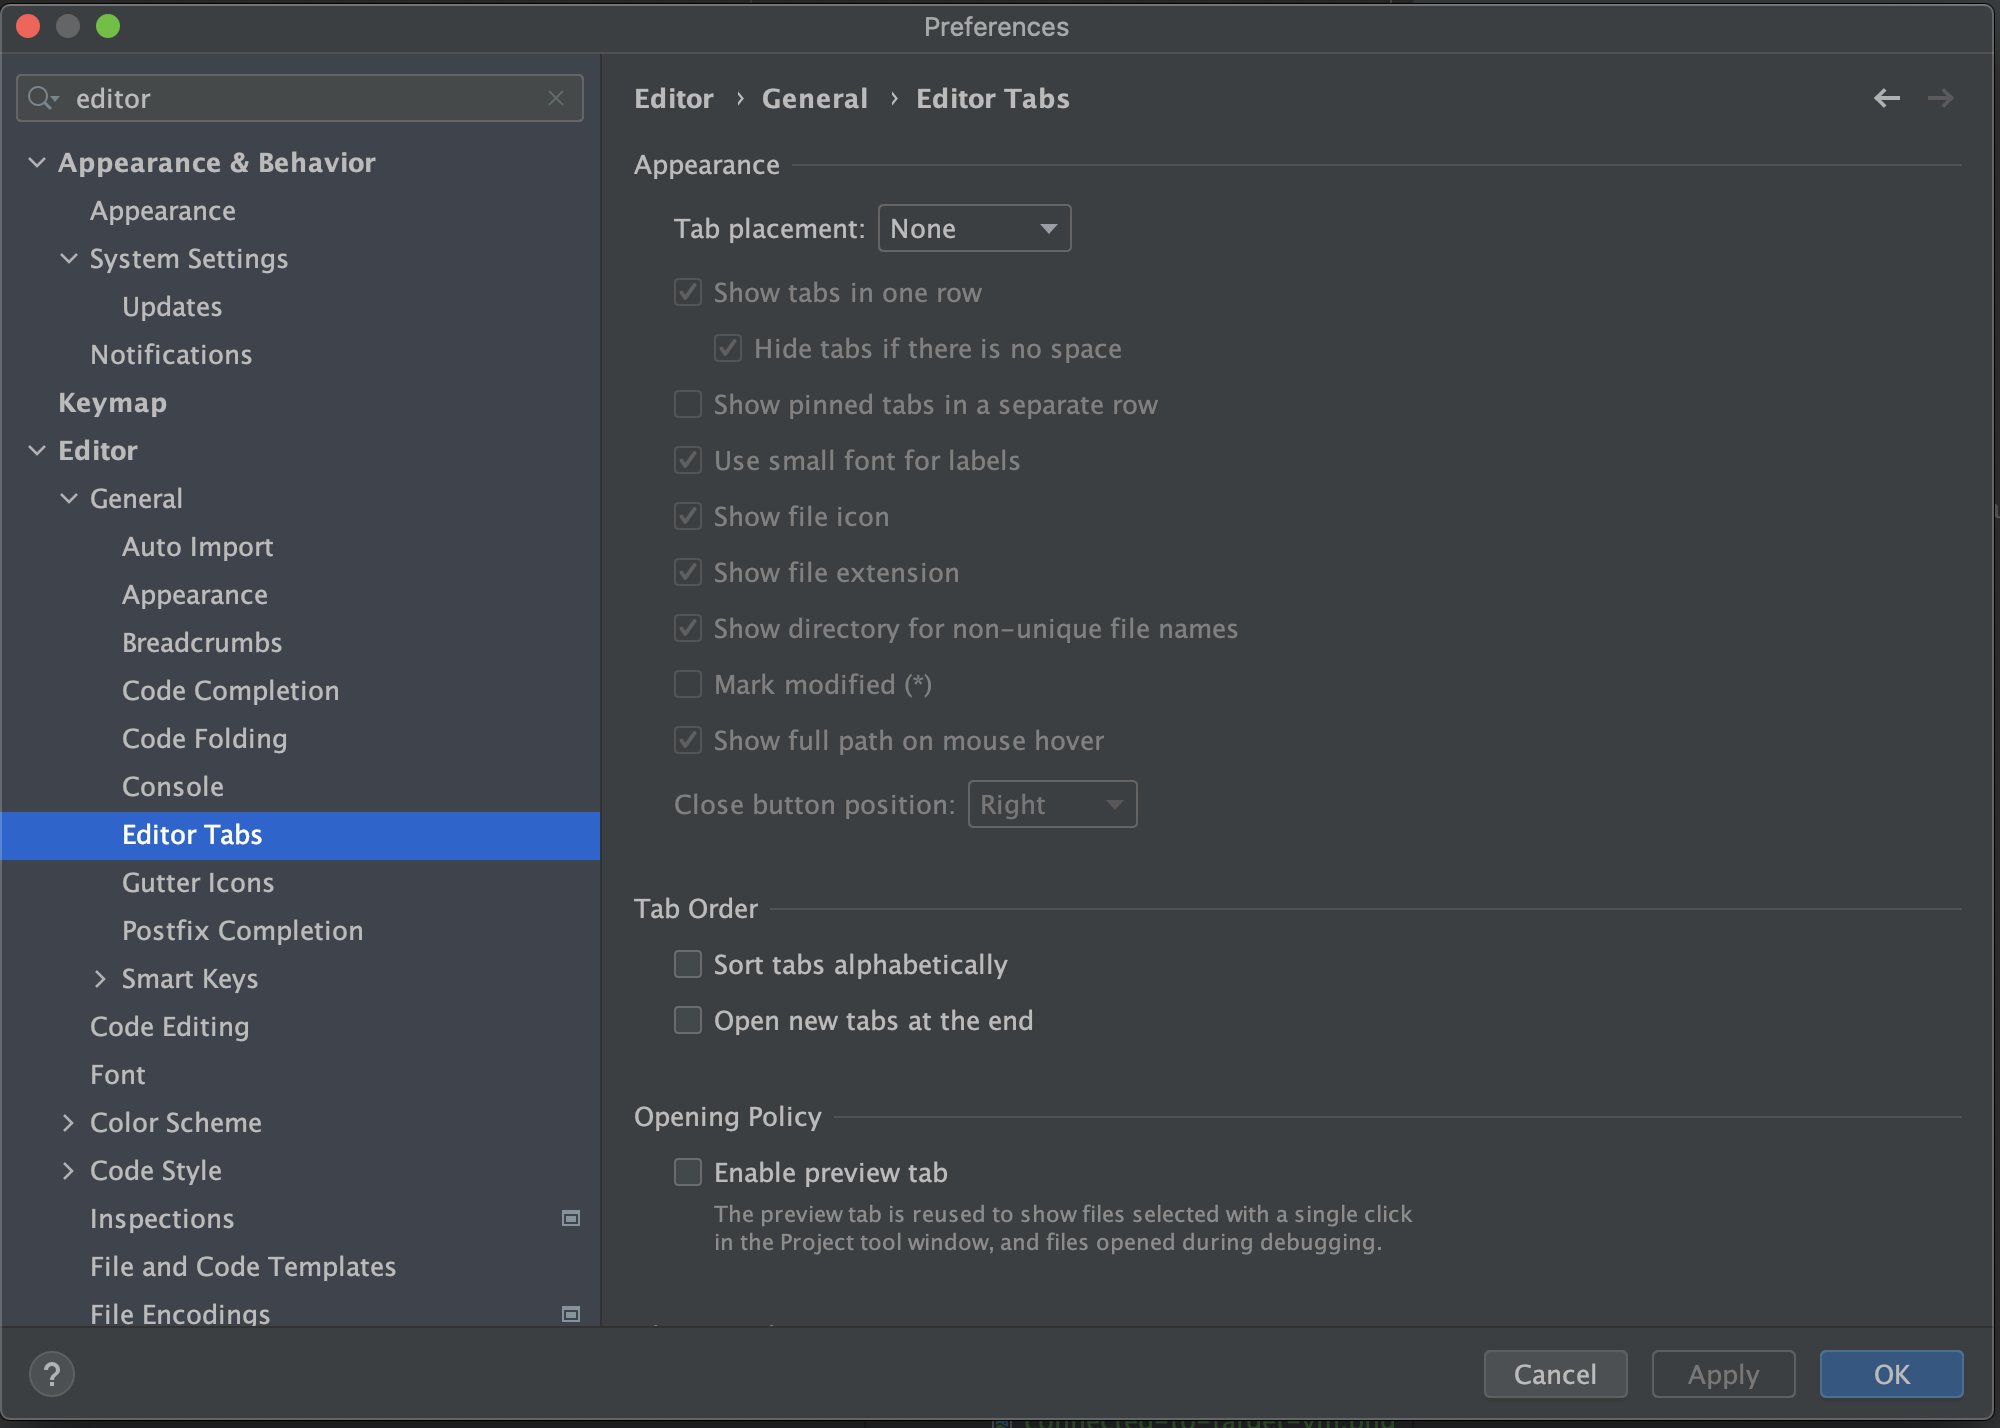 Preferences
editor
Appearance & Behavior
Appearance
System Settings
Updates
Notifications
Keymap
Editor
General
Auto Import
Appearance
Breadcrumbs
Code Completion
Code Folding
Console
Editor Tabs
Gutter Icons
Postfix Completion
Smart Keys
Code Editing
Font
Color Scheme
Code Style
Inspections
File and Code Templates
File Encodings
Editor › General › Editor Tabs
Appearance
Tab placement: None
Show tabs in one row
Hide tabs if there is no space
Show pinned tabs in a separate row
Use small font for labels
Show file icon
Show file extension
Show directory for non-unique file names
Mark modified (*)
Show full path on mouse hover
Close button position: Right
Tab Order
Sort tabs alphabetically
Open new tabs at the end
Opening Policy
Enable preview tab
The preview tab is reused to show files selected with a single click
in the Project tool window, and files opened during debugging.
?
Cancel
Apply
OK